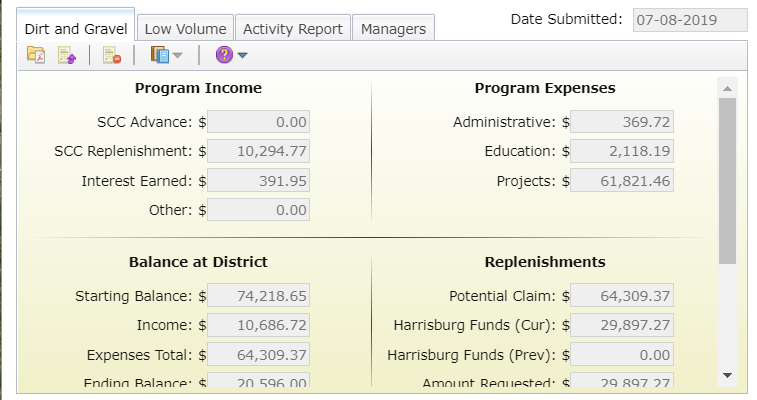 Dirt and Gravel Low Volume Activity Report Managers Date Submitted: 07-08-2019
Program Income
SCC Advance: $ 0.00
SCC Replenishment: $ 10,294.77
Interest Earned: $ 391.95
Other: $ 0.00
Program Expenses
Administrative: $ 369.72
Education: $ 2,118.19
Projects: $ 61,821.46
Balance at District
Starting Balance: $ 74,218.65
Income: $ 10,686.72
Expenses Total: $ 64,309.37
Ending Balance: $ 20,596.00
Replenishments
Potential Claim: $ 64,309.37
Harrisburg Funds (Cur): $ 29,897.27
Harrisburg Funds (Prev): $ 0.00
Amount Requested: $ 29,897.27